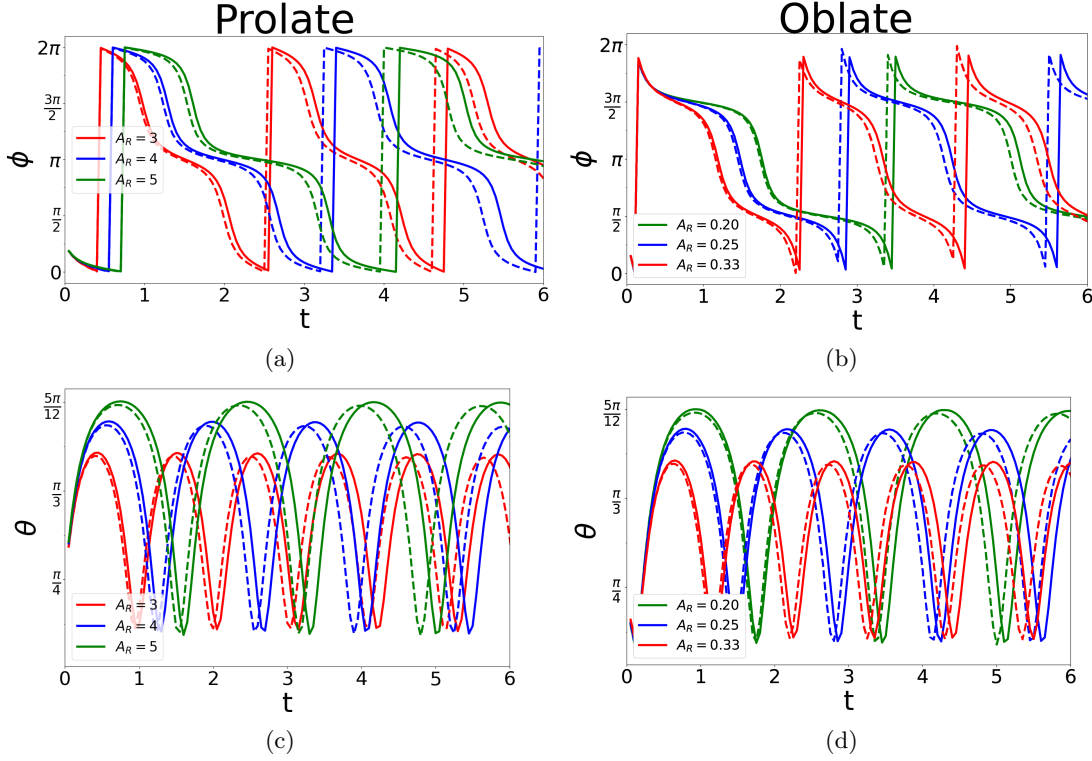 Prolate
Oblate
2π
3π/2
π
π/2
0
ϕ
A_R = 3
A_R = 4
A_R = 5
0 1 2 3 4 5 6
t
(a)
2π
3π/2
π
π/2
0
ϕ
A_R = 0.20
A_R = 0.25
A_R = 0.33
0 1 2 3 4 5 6
t
(b)
5π/12
π/3
π/4
θ
A_R = 3
A_R = 4
A_R = 5
0 1 2 3 4 5 6
t
(c)
5π/12
π/3
π/4
θ
A_R = 0.20
A_R = 0.25
A_R = 0.33
0 1 2 3 4 5 6
t
(d)